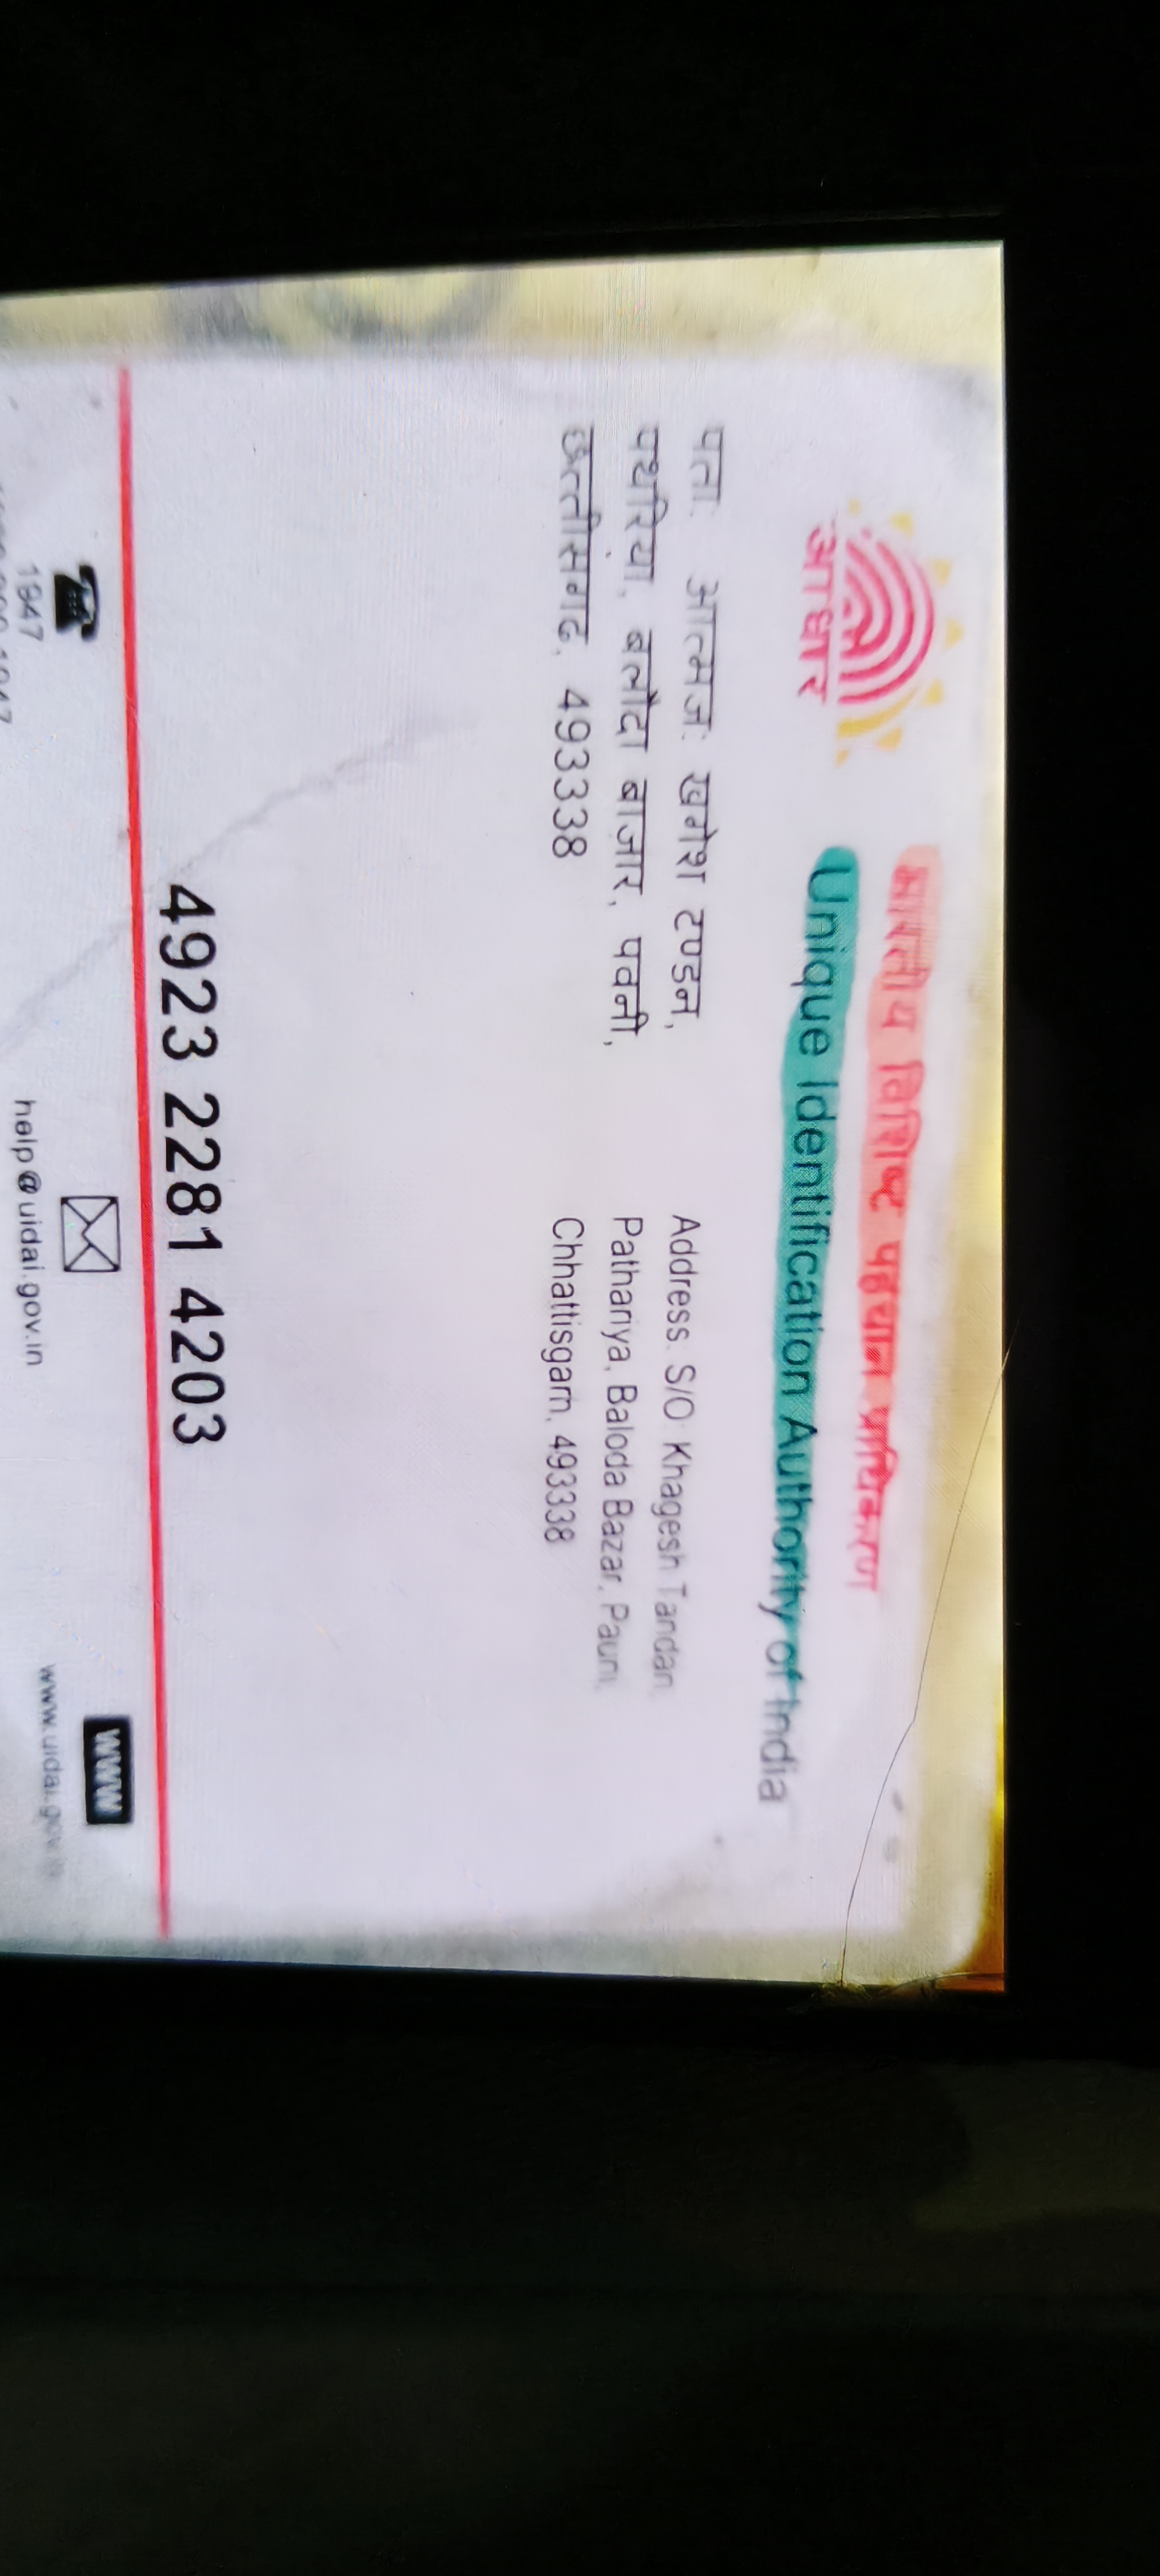 आधार
भारतीय विशिष्ट पहचान प्राधिकरण
Unique Identification Authority of India
पता: आत्मज: खगेश टण्डन,
पथरिया, बलौदा बाजार, पवनी,
छत्तीसगढ, 493338
Address: S/O: Khagesh Tandan,
Pathariya, Baloda Bazar, Pauni,
Chhattisgarh, 493338
4923 2281 4203
1947
help@uidai.gov.in
WWW
www.uidai.gov.in